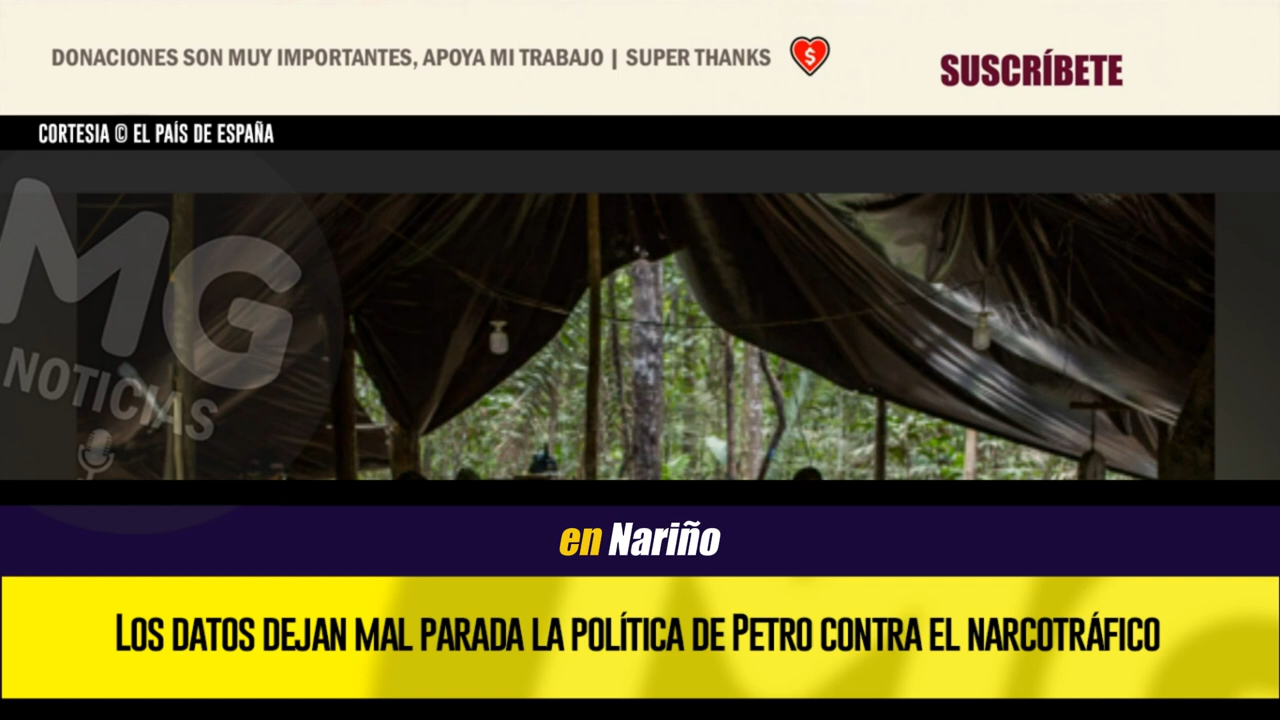 DONACIONES SON MUY IMPORTANTES, APOYA MI TRABAJO | SUPER THANKS
$
SUSCRÍBETE
CORTESIA © EL PAÍS DE ESPAÑA
MG
NOTICIAS
en Nariño
LOS DATOS DEJAN MAL PARADA LA POLÍTICA DE PETRO CONTRA EL NARCOTRÁFICO